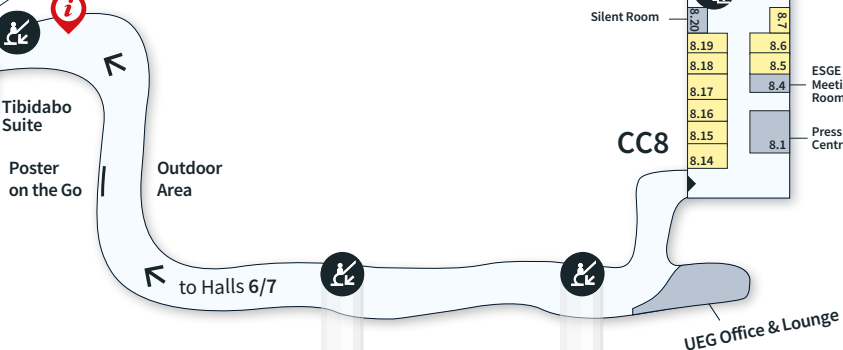 i
Silent Room
8.20
8.7
8.19
8.6
8.18
8.5
8.17
8.4
ESGE
Meeti
Room
8.16
8.15
8.1
Press
Centr
8.14
CC8
Tibidabo
Suite
Poster
on the Go
Outdoor
Area
to Halls 6/7
UEG Office & Lounge